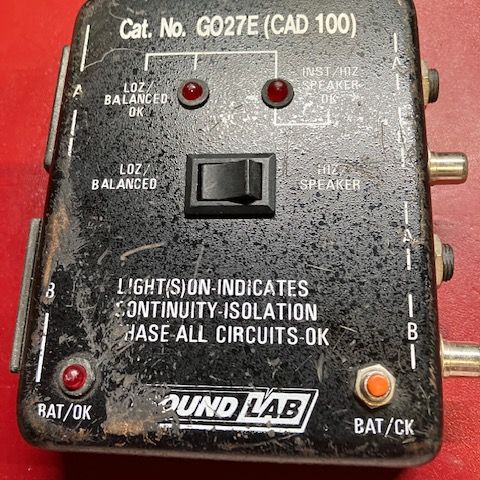 Cat. No. GO27E (CAD 100)
LOZ/
BALANCED
OK
INST/HIZ
SPEAKER
OK
A
A
LOZ/
BALANCED
HIZ/
SPEAKER
A
B
B
LIGHT(S)ON-INDICATES
CONTINUITY-ISOLATION
HASE-ALL CIRCUITS-OK
BAT/OK
OUND LAB
BAT/CK